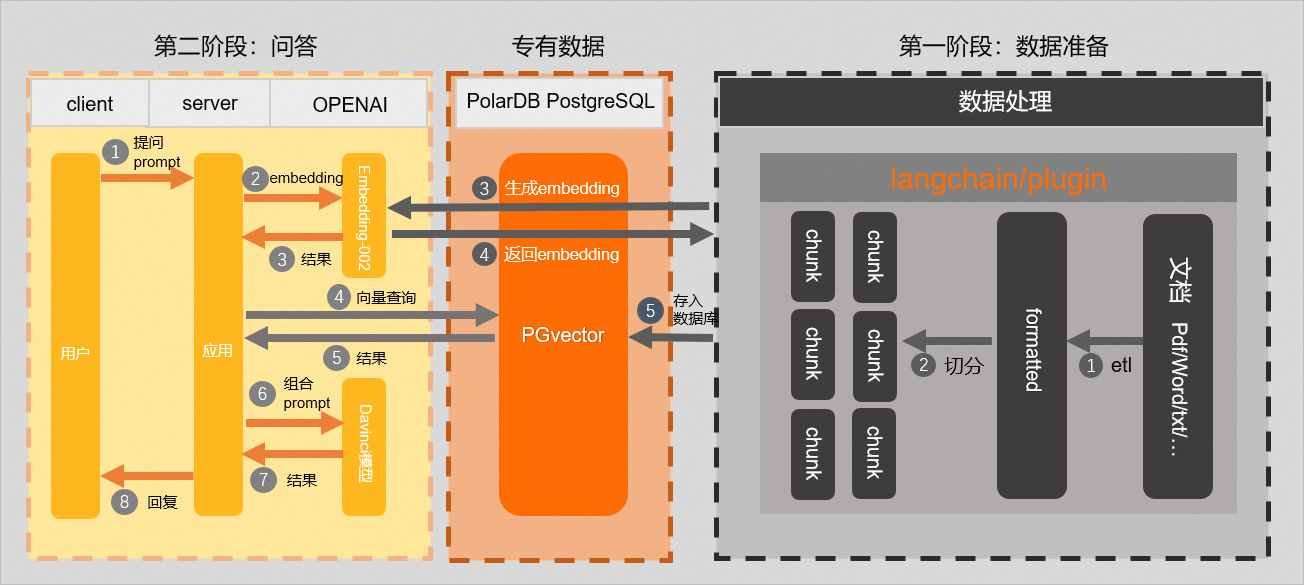 第二阶段：问答
专有数据
第一阶段：数据准备
client
server
OPENAI
PolarDB PostgreSQL
数据处理
1
提问
prompt
2
embedding
3
结果
4
向量查询
5
结果
6
组合
prompt
7
结果
8
回复
用户
应用
Embedding-002
Davinci模型
3
生成embedding
4
返回embedding
PGvector
5
存入
数据库
langchain/plugin
chunk
chunk
chunk
chunk
chunk
chunk
2
切分
formatted
1
etl
文档 Pdf/Word/txt/…